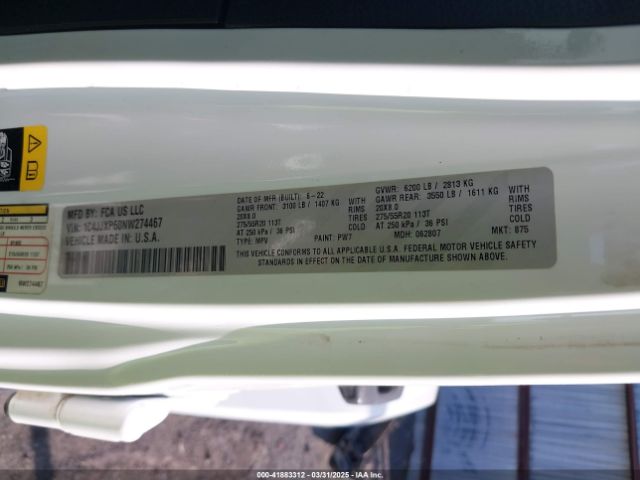 MFD BY: FCA US LLC
VIN: 1C4JJXP60NW274467
VEHICLE MADE IN: U.S.A.
DATE OF MFR (BUILT): 6-22
GAWR FRONT: 3100 LB / 1407 KG WITH
20X8.0 RIMS
275/55R20 113T TIRES
AT 250 kPa / 36 PSI WITH
TYPE: MPV PAINT: PW7
GVWR: 6200 LB / 2813 KG
GAWR REAR: 3550 LB / 1611 KG WITH
20X8.0 RIMS
275/55R20 113T
AT 250 kPa / 36 PSI
MDH: 062807 MKT: 875
THIS VEHICLE CONFORMS TO ALL APPLICABLE U.S.A. FEDERAL MOTOR VEHICLE SAFETY
STANDARDS IN EFFECT ON THE DATE OF MANUFACTURE SHOWN ABOVE.
NW274467
000-41883312 - 03/31/2025 - COPYRIGHT © IAA